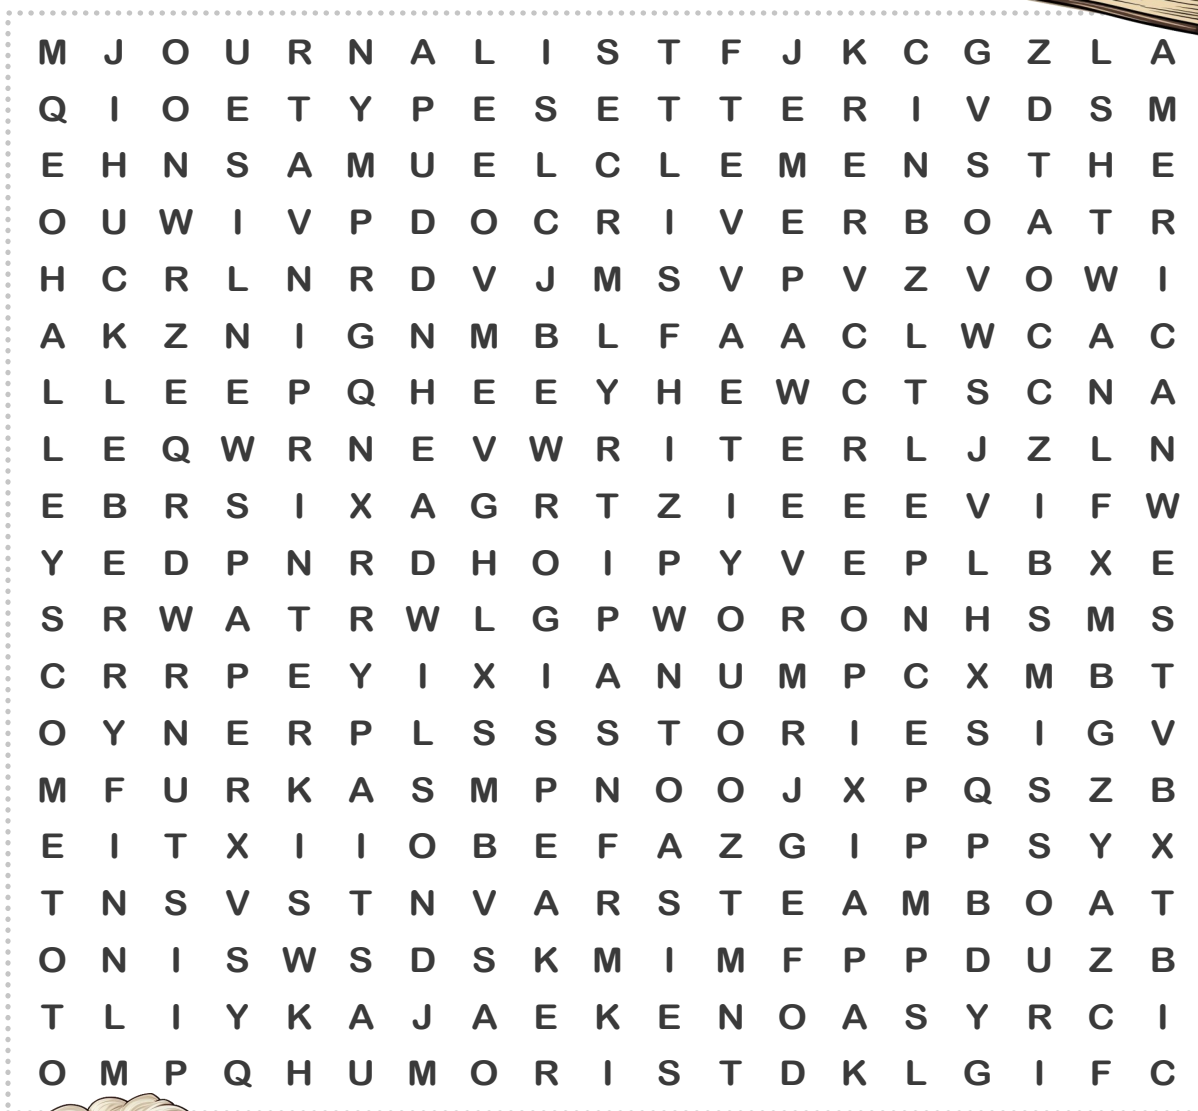 M J O U R N A L I S T F J K C G Z L A
Q I O E T Y P E S E T T E R I V D S M
E H N S A M U E L C L E M E N S T H E
O U W I V P D O C R I V E R B O A T R
H C R L N R D V J M S V P V Z V O W I
A K Z N I G N M B L F A A C L W C A C
L L E E P Q H E E Y H E W C T S C N A
L E Q W R N E V W R I T E R L J Z L N
E B R S I X A G R T Z I E E E V I F W
Y E D P N R D H O I P Y V E P L B X E
S R W A T R W L G P W O R O N H S M S
C R R P E Y I X I A N U M P C X M B T
O Y N E R P L S S S T O R I E S I G V
M F U R K A S M P N O O J X P Q S Z B
E I T X I I O B E F A Z G I P P S Y X
T N S V S T N V A R S T E A M B O A T
O N I S W S D S K M I M F P P D U Z B
T L I Y K A J A E K E N O A S Y R C I
O M P Q H U M O R I S T D K L G I F C